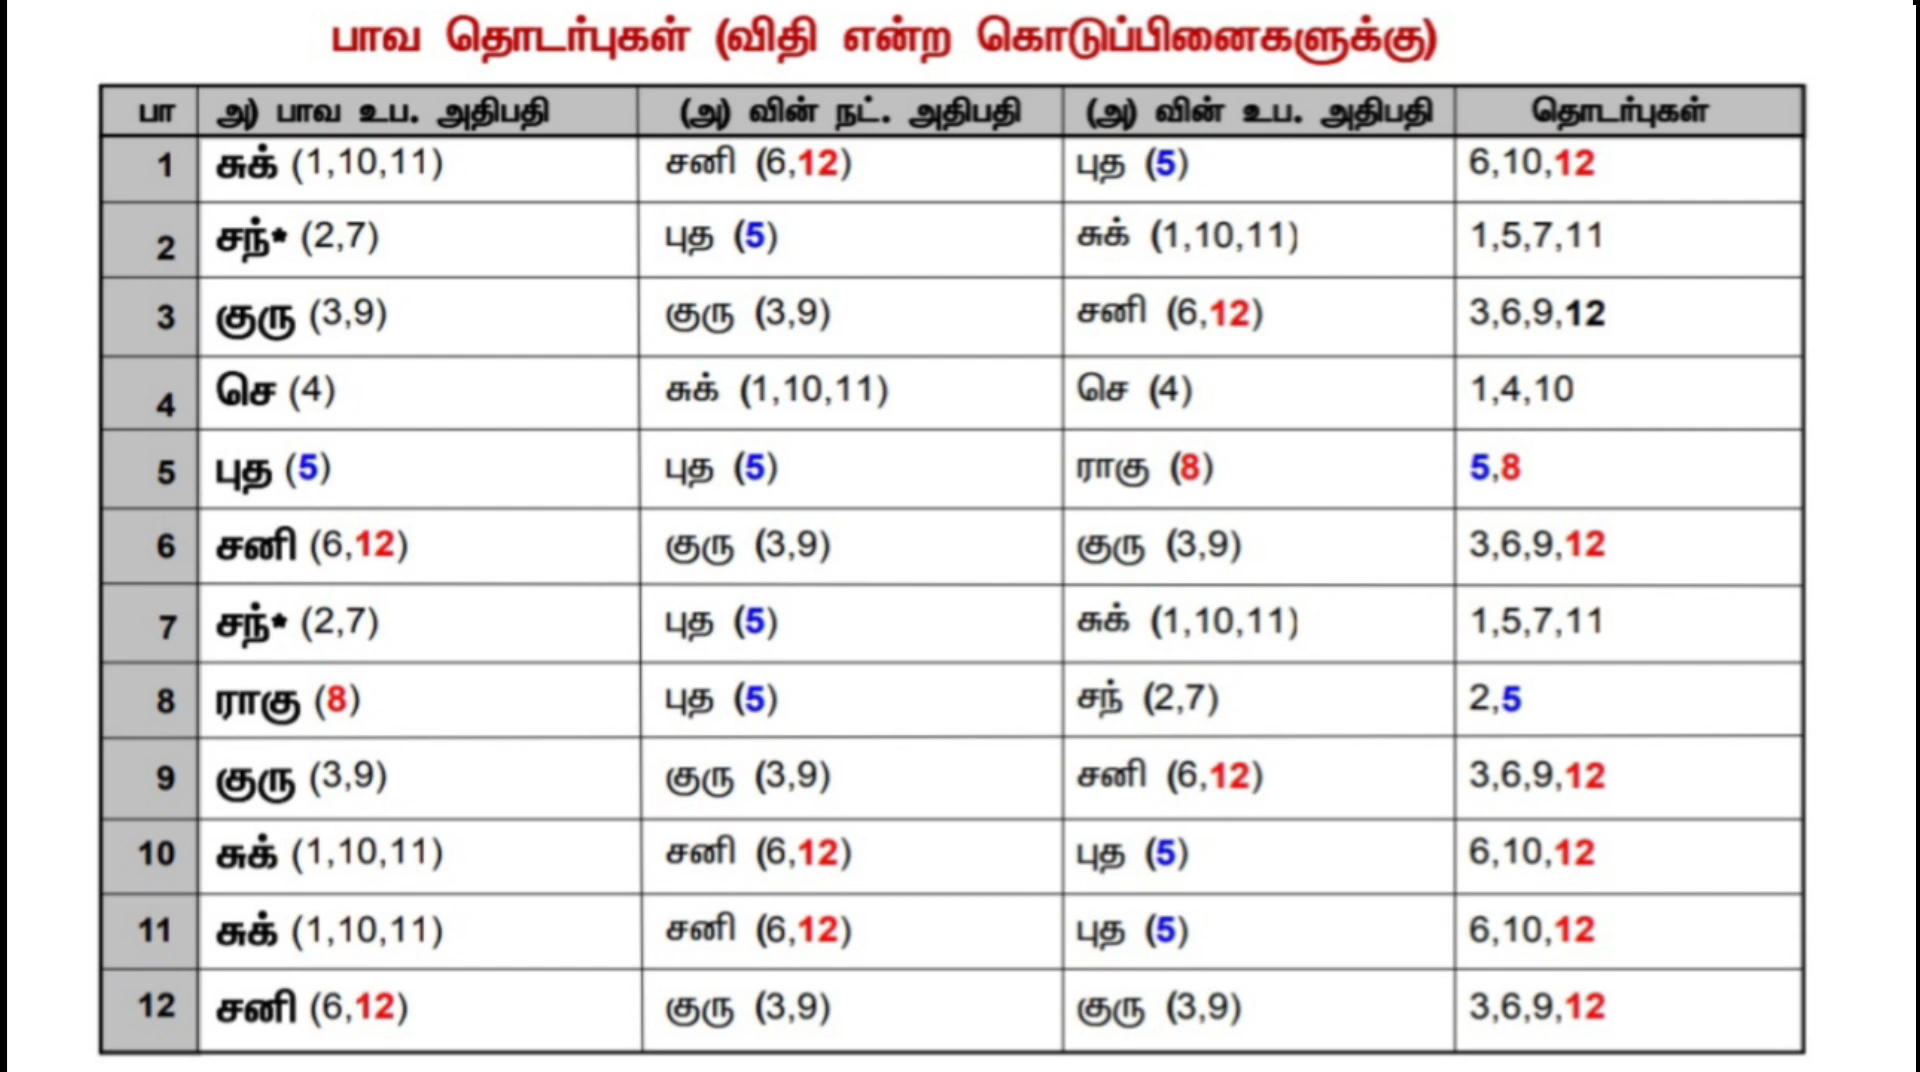 பாவ தொடர்புகள் (விதி என்ற கொடுப்பினைகளுக்கு)
பா அ) பாவ உப. அதிபதி (அ) வின் நட். அதிபதி (அ) வின் உப. அதிபதி தொடர்புகள்
1 சுக் (1,10,11) சனி (6,12) புத (5) 6,10,12
2 சந்* (2,7) புத (5) சுக் (1,10,11) 1,5,7,11
3 குரு (3,9) குரு (3,9) சனி (6,12) 3,6,9,12
4 செ (4) சுக் (1,10,11) செ (4) 1,4,10
5 புத (5) புத (5) ராகு (8) 5,8
6 சனி (6,12) குரு (3,9) குரு (3,9) 3,6,9,12
7 சந்* (2,7) புத (5) சுக் (1,10,11) 1,5,7,11
8 ராகு (8) புத (5) சந் (2,7) 2,5
9 குரு (3,9) குரு (3,9) சனி (6,12) 3,6,9,12
10 சுக் (1,10,11) சனி (6,12) புத (5) 6,10,12
11 சுக் (1,10,11) சனி (6,12) புத (5) 6,10,12
12 சனி (6,12) குரு (3,9) குரு (3,9) 3,6,9,12